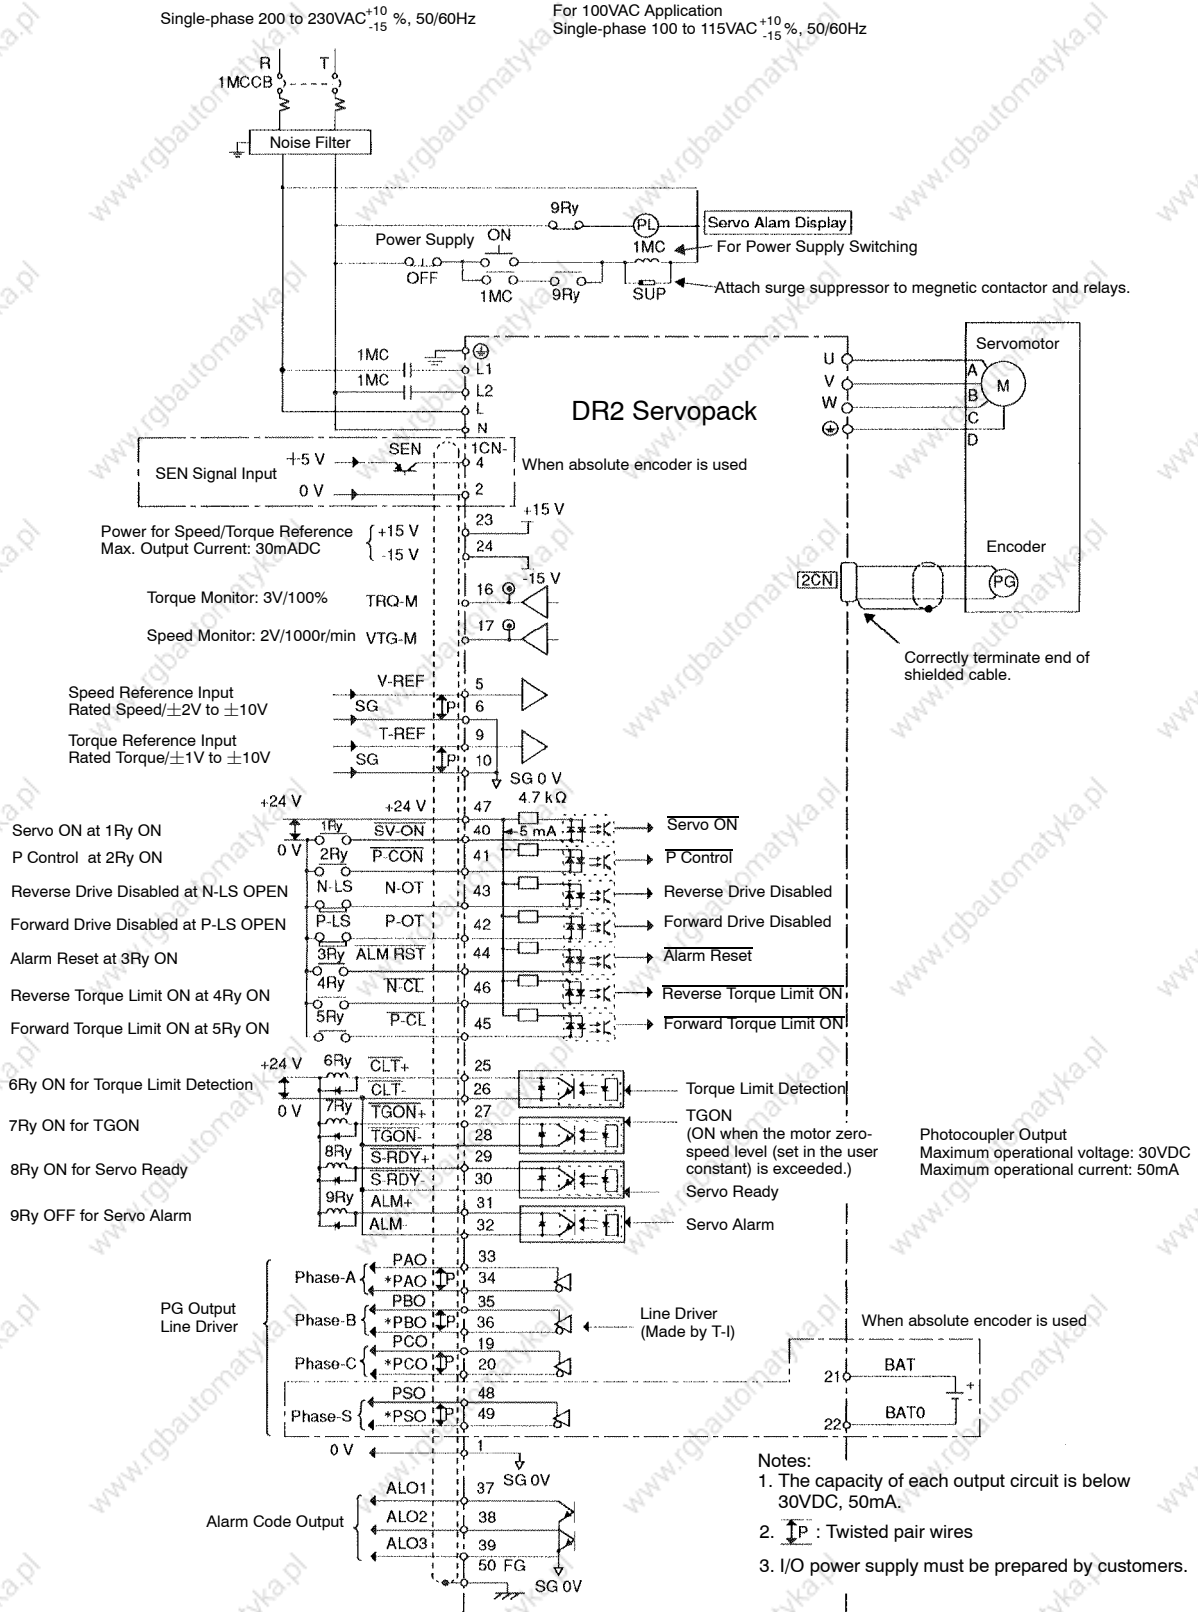 Single-phase 200 to 230VAC +10 -15 %, 50/60Hz
For 100VAC Application
Single-phase 100 to 115VAC +10 -15 %, 50/60Hz
R T
1MCCB
Noise Filter
9Ry PL Servo Alam Display
Power Supply ON 1MC For Power Supply Switching
OFF
1MC 9Ry SUP Attach surge suppressor to megnetic contactor and relays.
1MC L1
1MC L2
L
N
DR2 Servopack
U
V
W
Servomotor
A
M
B
C
D
SEN Signal Input
+5 V SEN 1CN- 4
0 V 2
When absolute encoder is used
Power for Speed/Torque Reference
Max. Output Current: 30mADC
+15 V 23 +15 V
-15 V 24 -15 V
Encoder
2CN PG
Correctly terminate end of
shielded cable.
Torque Monitor: 3V/100% TRQ-M 16
Speed Monitor: 2V/1000r/min VTG-M 17
Speed Reference Input
Rated Speed/±2V to ±10V
V-REF 5
SG P 6
Torque Reference Input
Rated Torque/±1V to ±10V
T-REF 9
SG P 10
SG 0 V
4.7 k Ω
+24 V +24 V 47
5 mA
0 V
Servo ON at 1Ry ON 1Ry SV-ON 40 Servo ON
P Control at 2Ry ON 2Ry P-CON 41 P Control
Reverse Drive Disabled at N-LS OPEN N-LS N-OT 43 Reverse Drive Disabled
Forward Drive Disabled at P-LS OPEN P-LS P-OT 42 Forward Drive Disabled
Alarm Reset at 3Ry ON 3Ry ALM RST 44 Alarm Reset
Reverse Torque Limit ON at 4Ry ON 4Ry N-CL 46 Reverse Torque Limit ON
Forward Torque Limit ON at 5Ry ON 5Ry P-CL 45 Forward Torque Limit ON
+24 V 6Ry CLT+ 25
6Ry ON for Torque Limit Detection CLT- 26 Torque Limit Detection
0 V
7Ry ON for TGON 7Ry TGON+ 27
TGON- 28
TGON
(ON when the motor zero-
speed level (set in the user
constant) is exceeded.)
8Ry ON for Servo Ready 8Ry S-RDY+ 29
S-RDY- 30 Servo Ready
9Ry OFF for Servo Alarm 9Ry ALM+ 31
ALM- 32 Servo Alarm
Photocoupler Output
Maximum operational voltage: 30VDC
Maximum operational current: 50mA
PG Output
Line Driver
Phase-A PAO 33
*PAO P 34
Phase-B PBO 35
*PBO P 36
Phase-C PCO 19
*PCO P 20
Phase-S PSO 48
*PSO P 49
Line Driver
(Made by T-I)
When absolute encoder is used
21 BAT
+
-
22 BAT0
0 V 1
SG 0V
Alarm Code Output
ALO1 37
ALO2 38
ALO3 39
50 FG
SG 0V
Notes:
1. The capacity of each output circuit is below
30VDC, 50mA.
2. P : Twisted pair wires
3. I/O power supply must be prepared by customers.
www.rgbautomatyka.pl